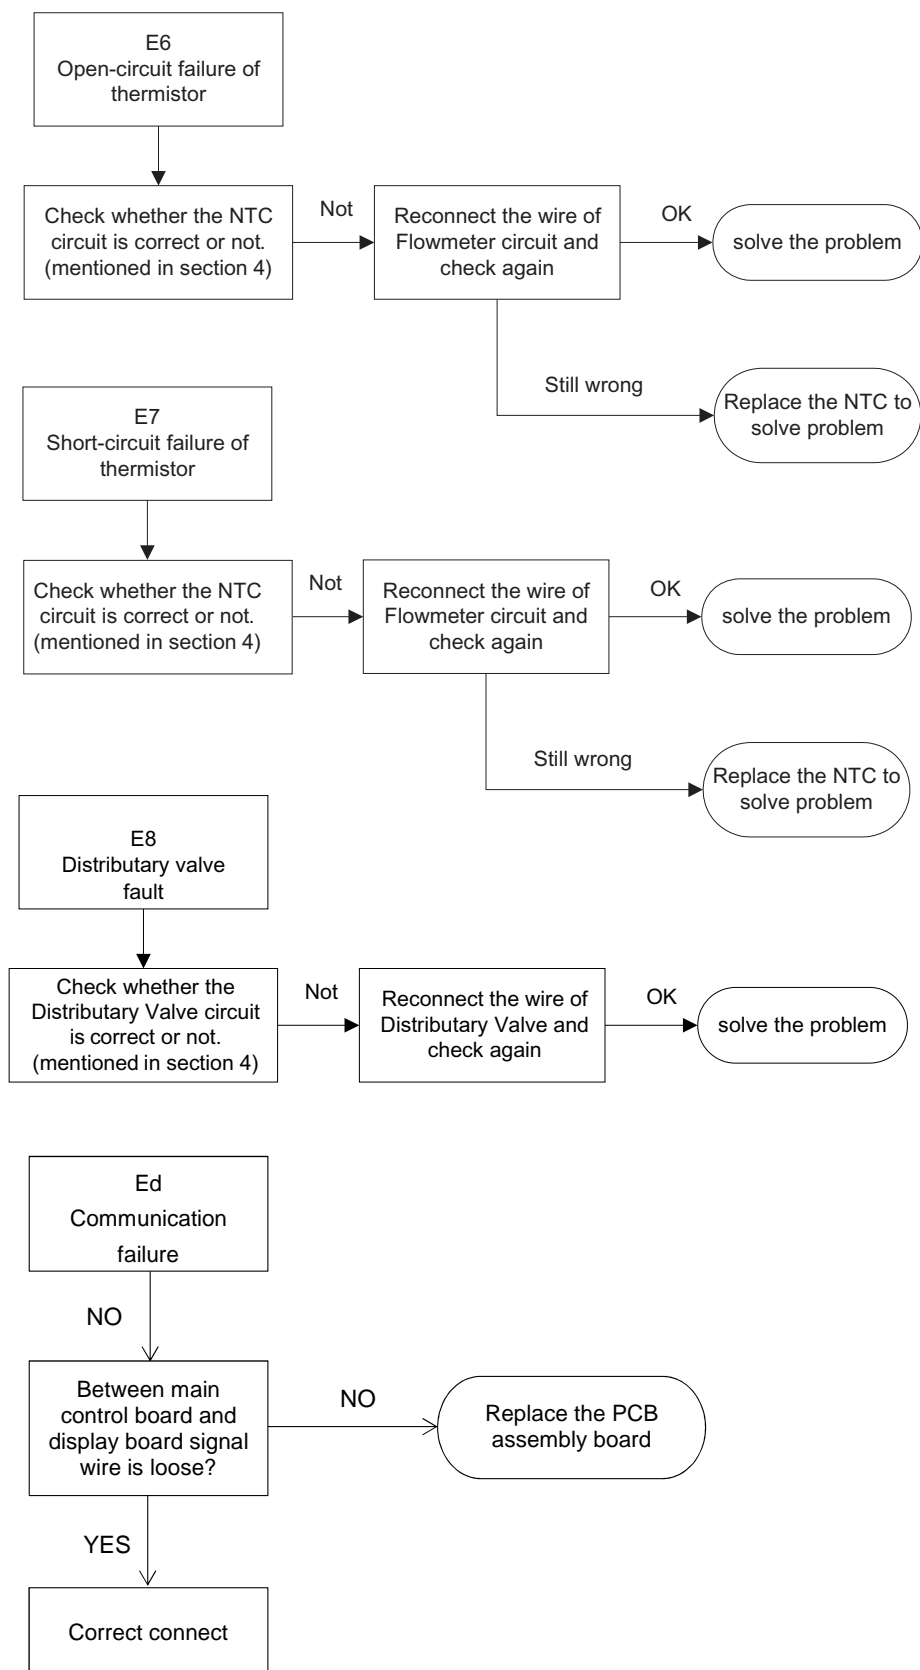 E6
Open-circuit failure of
thermistor
Check whether the NTC
circuit is correct or not.
(mentioned in section 4)
Not
Reconnect the wire of
Flowmeter circuit and
check again
OK
solve the problem
Still wrong
Replace the NTC to
solve problem
E7
Short-circuit failure of
thermistor
Check whether the NTC
circuit is correct or not.
(mentioned in section 4)
Not
Reconnect the wire of
Flowmeter circuit and
check again
OK
solve the problem
Still wrong
Replace the NTC to
solve problem
E8
Distributary valve
fault
Check whether the
Distributary Valve circuit
is correct or not.
(mentioned in section 4)
Not
Reconnect the wire of
Distributary Valve and
check again
OK
solve the problem
Ed
Communication
failure
NO
Between main
control board and
display board signal
wire is loose?
NO
Replace the PCB
assembly board
YES
Correct connect